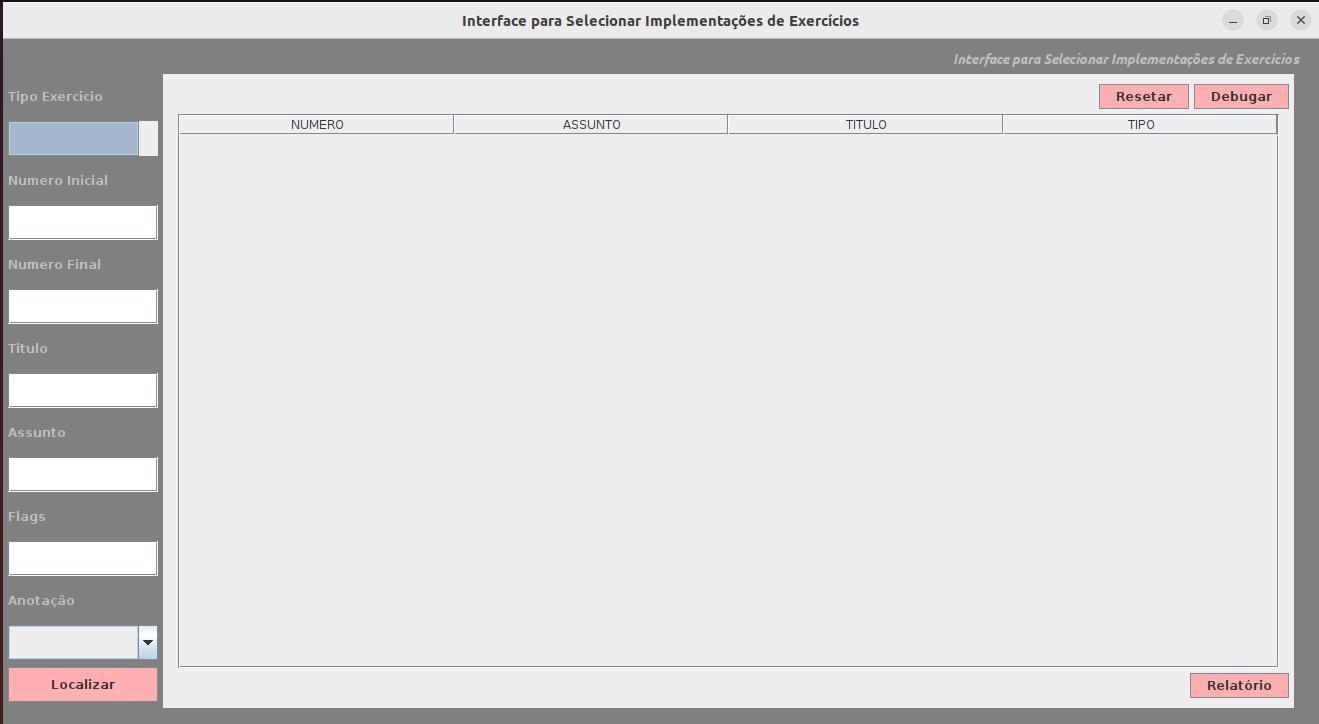 Interface para Selecionar Implementações de Exercícios
Interface para Selecionar Implementações de Exercícios
Tipo Exercicio
Resetar Debugar
NUMERO ASSUNTO TITULO TIPO
Numero Inicial
Numero Final
Titulo
Assunto
Flags
Anotação
Localizar
Relatório